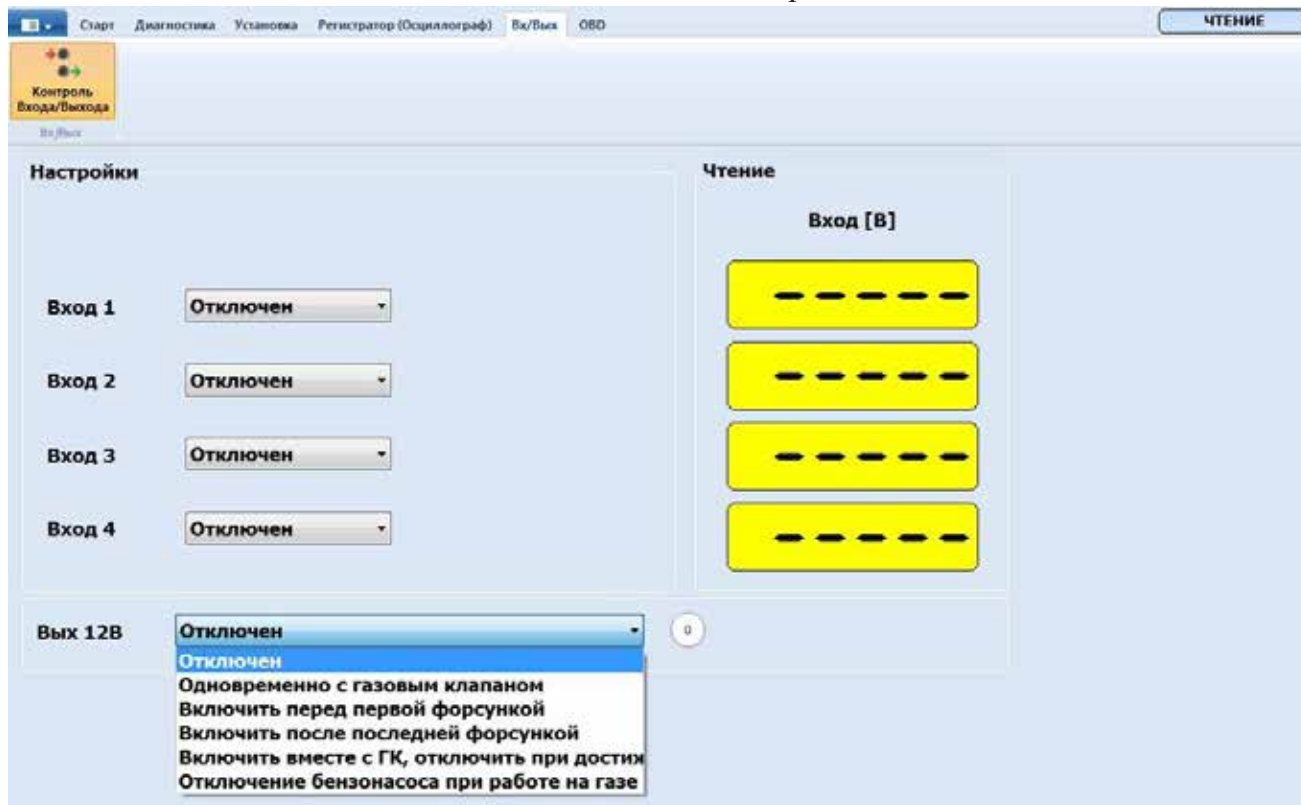 Старт Диагностика Установка Регистратор (Осциллограф) Вх/Вых OBD ЧТЕНИЕ
Контроль
Входа/Выхода
Вх/Вых
Настройки Чтение
Вход [В]
Вход 1 Отключен - - - - -
Вход 2 Отключен - - - - -
Вход 3 Отключен - - - - -
Вход 4 Отключен - - - - -
Вых 12В Отключен 0
Отключен
Одновременно с газовым клапаном
Включить перед первой форсункой
Включить после последней форсункой
Включить вместе с ГК, отключить при достиж
Отключение бензонасоса при работе на газе